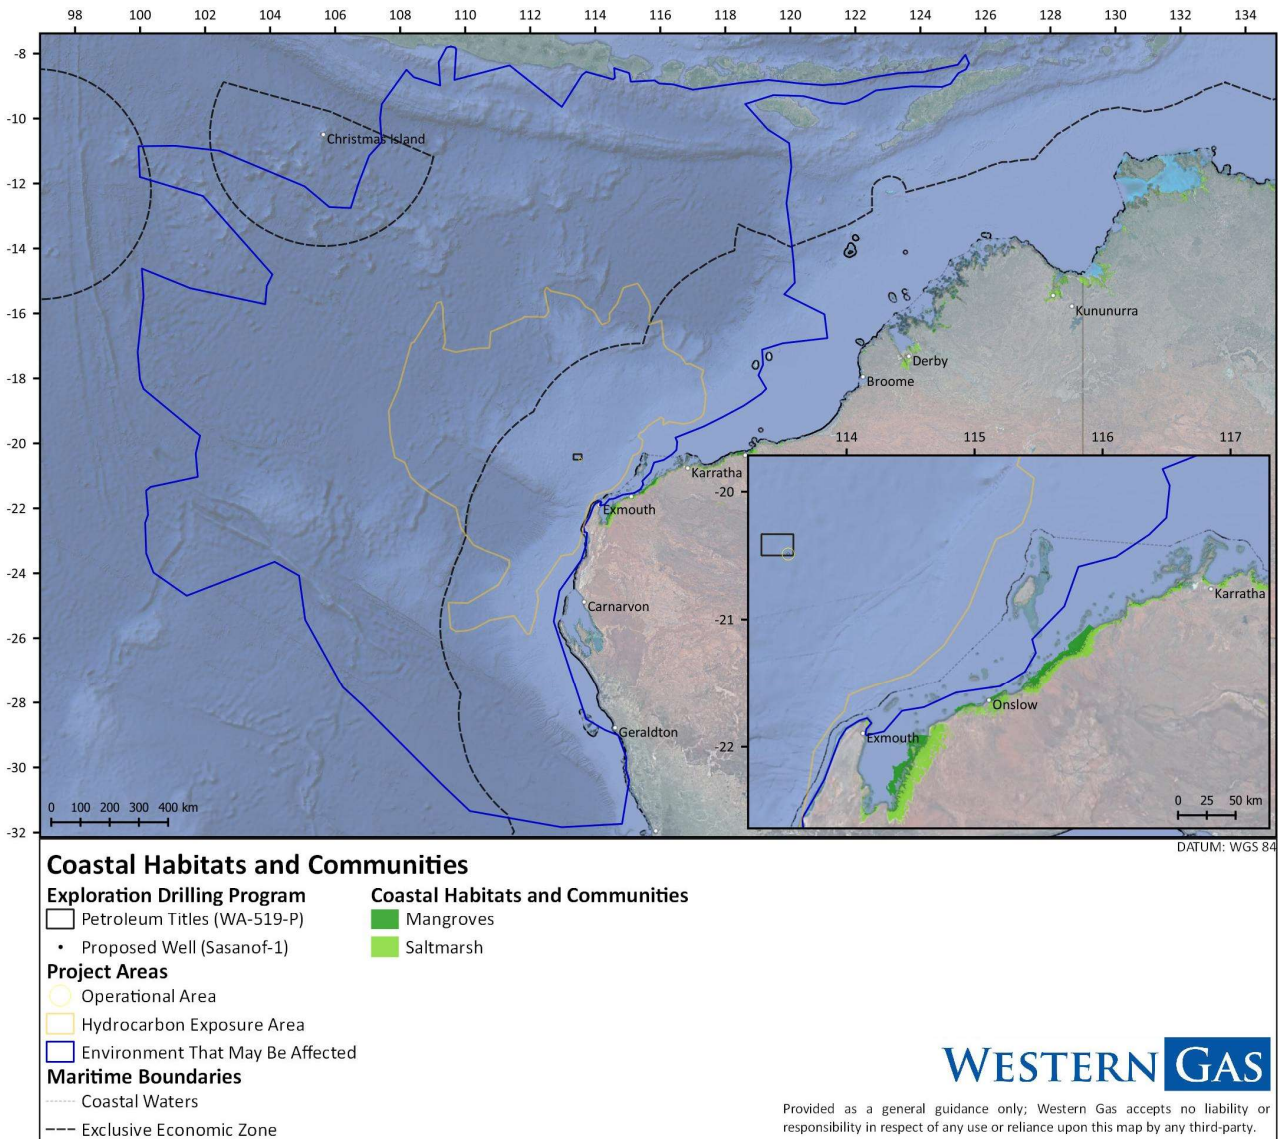 98 100 102 104 106 108 110 112 114 116 118 120 122 124 126 128 130 132 134
-8
-10
Christmas Island
-12
-14
-16
Kununurra
Derby
-18
Broome
-20
114 115 116 117
Karratha
-20
-22
Exmouth
-24
Carnarvon
-21
Karratha
-26
-28
Onslow
Geraldton
-22
Exmouth
-30
0 100 200 300 400 km
0 25 50 km
-32
DATUM: WGS 84
Coastal Habitats and Communities
Exploration Drilling Program
Petroleum Titles (WA-519-P)
Proposed Well (Sasanof-1)
Project Areas
Operational Area
Hydrocarbon Exposure Area
Environment That May Be Affected
Maritime Boundaries
Coastal Waters
Exclusive Economic Zone
Coastal Habitats and Communities
Mangroves
Saltmarsh
WESTERN GAS
Provided as a general guidance only; Western Gas accepts no liability or
responsibility in respect of any use or reliance upon this map by any third-party.